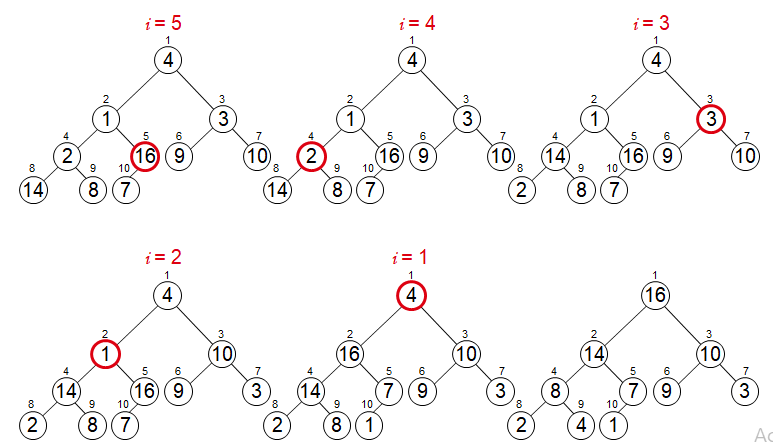 i = 5 i = 4 i = 3
1 1 1
4 4 4
2 3 2 3 2 3
1 3 1 3 1 3
4 5 6 7 4 5 6 7 4 5 6 7
2 16 9 10 2 16 9 10 14 16 9 10
8 9 10 8 9 10 8 9 10
14 8 7 14 8 7 2 8 7
i = 2 i = 1
1 1 1
4 4 16
2 3 2 3 2 3
1 10 16 10 14 10
4 5 6 7 4 5 6 7 4 5 6 7
14 16 9 3 14 7 9 3 8 7 9 3
8 9 10 8 9 10 8 9 10
2 8 7 2 8 1 2 4 1